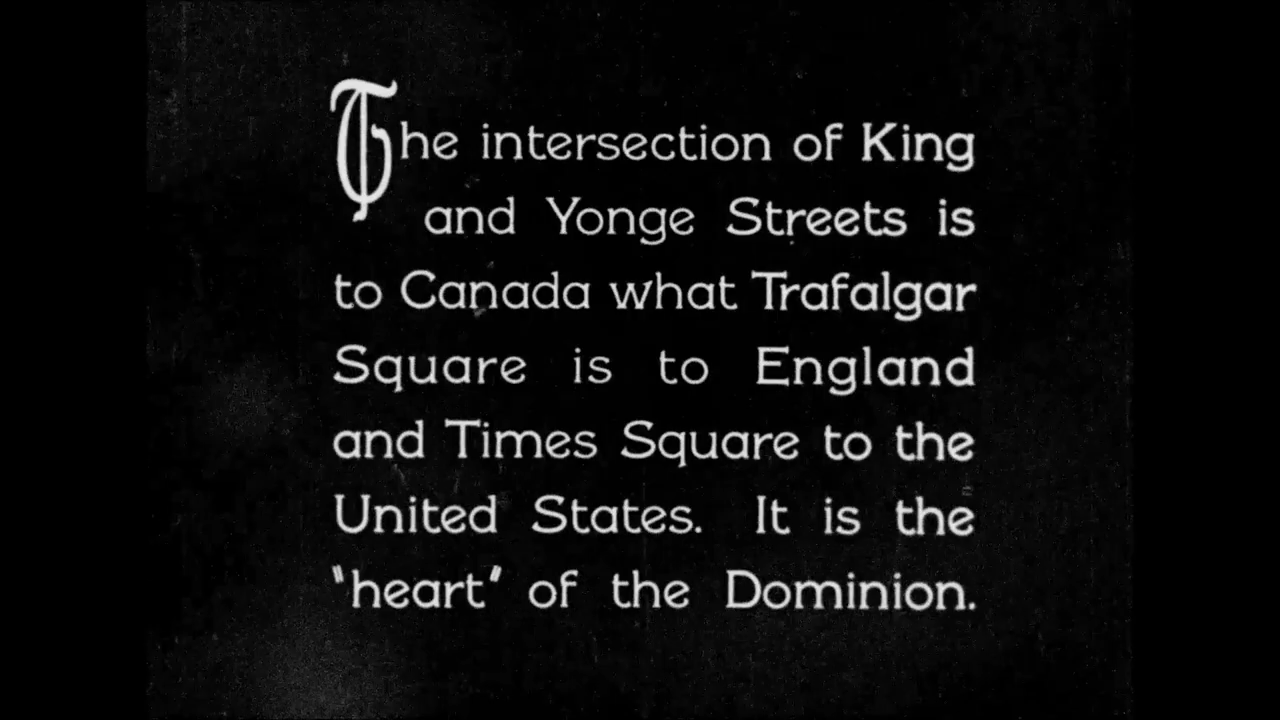 The intersection of King
and Yonge Streets is
to Canada what Trafalgar
Square is to England
and Times Square to the
United States. It is the
"heart" of the Dominion.